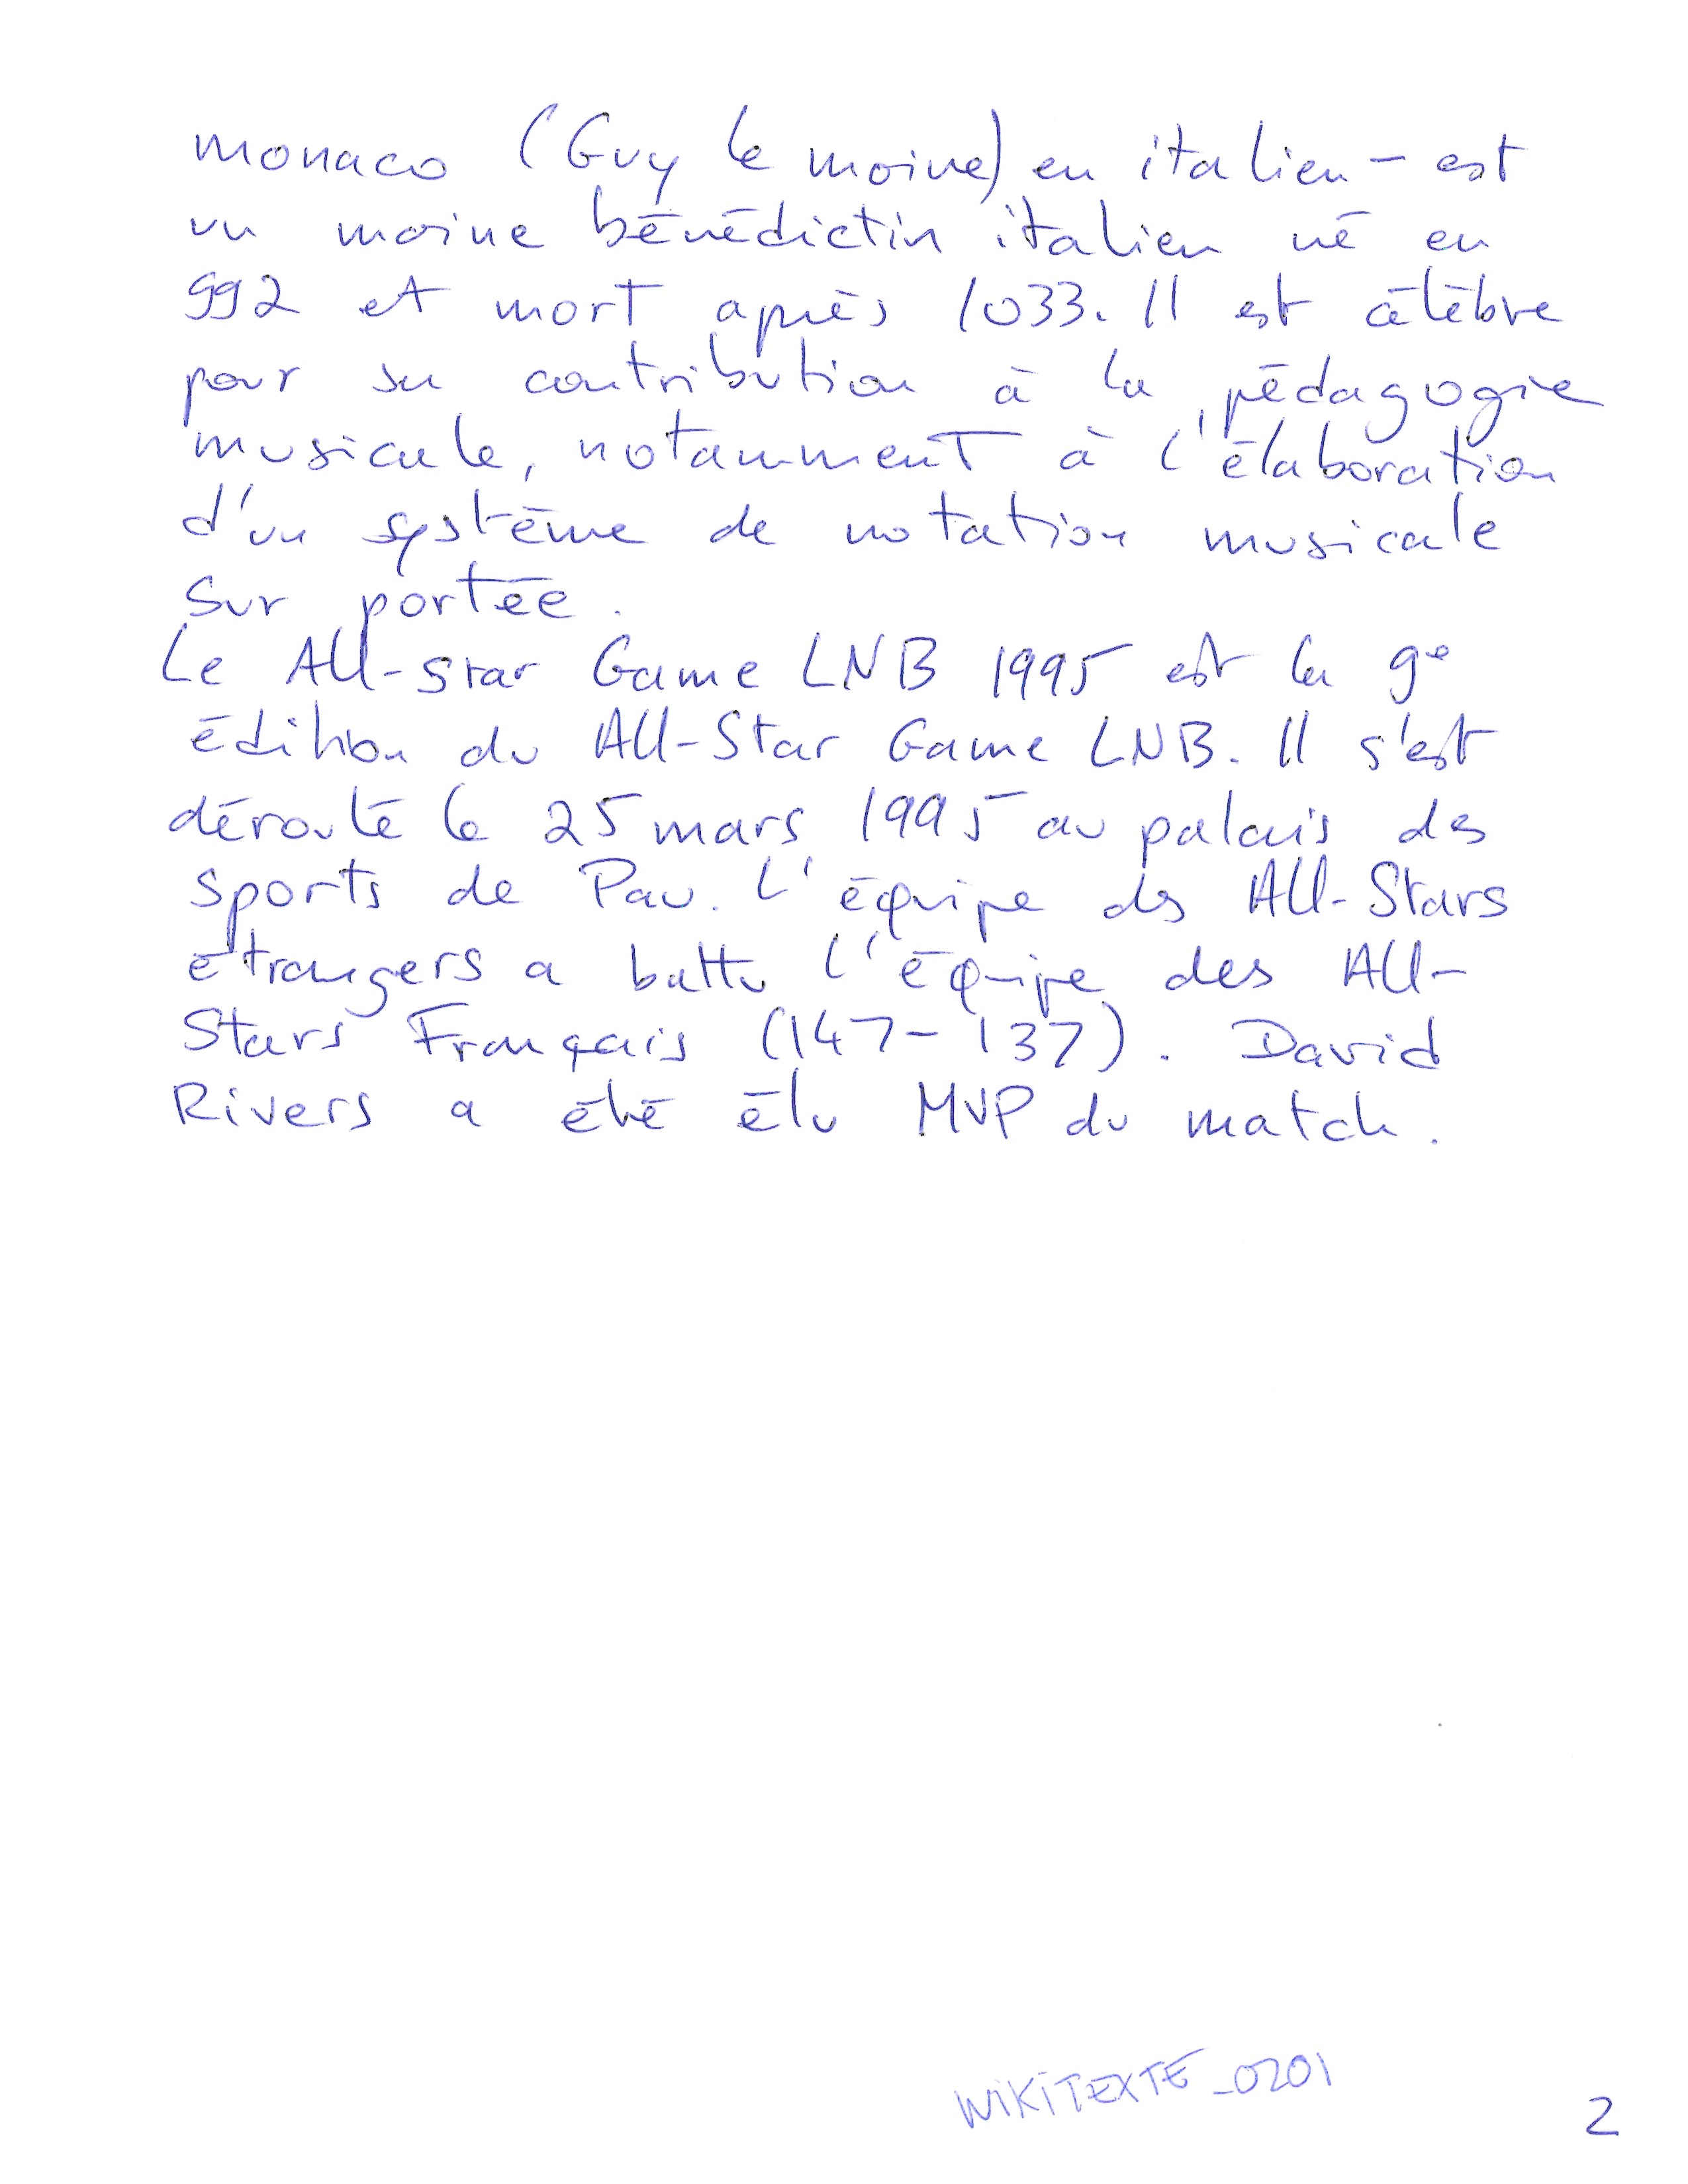 monaco (Guy le moine) en italien - est
un moine bénédictin italien né en
992 et mort après 1033. Il est célèbre
pour sa contribution à la pédagogie
musicale, notamment à l'élaboration
d'un système de notation musicale
sur portée.
Le All-Star Game LNB 1995 est la 9e
édition du All-Star Game LNB. Il s'est
déroulé le 25 mars 1995 au palais des
sports de Pau. L'équipe des All-Stars
étrangers a battu l'équipe des All-
Stars Français (147-137). David
Rivers a été élu MVP du match.
WIKITEXTE_0201
2